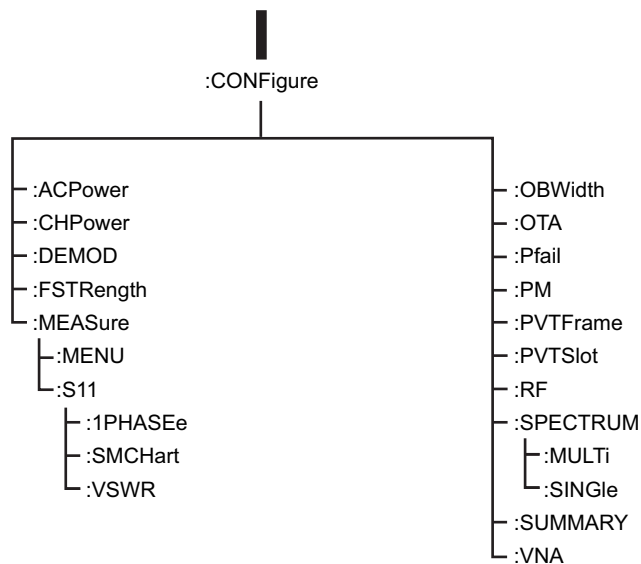 :CONFigure
:ACPower
:CHPower
:DEMOD
:FSTRength
:MEASure
:MENU
:S11
:1PHASEe
:SMCHart
:VSWR
:OBWidth
:OTA
:Pfail
:PM
:PVTFrame
:PVTSlot
:RF
:SPECTRUM
:MULTi
:SINGle
:SUMMARY
:VNA